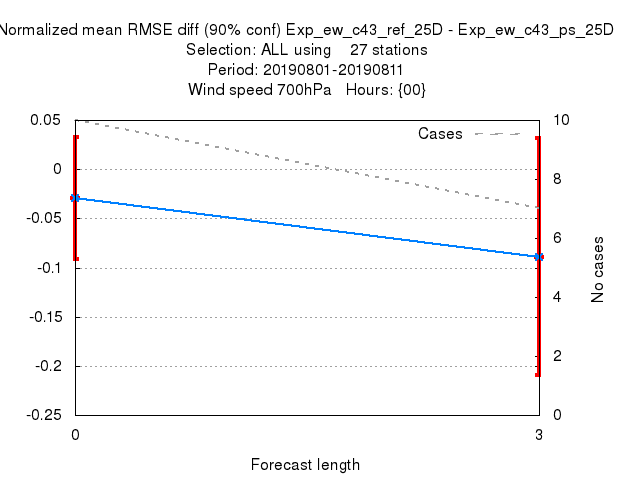 Normalized mean RMSE diff (90% conf) Exp_ew_c43_ref_25D - Exp_ew_c43_ps_25D
Selection: ALL using    27 stations
Period: 20190801-20190811
Wind speed 700hPa   Hours: {00}
Cases
0.05
0
-0.05
-0.1
-0.15
-0.2
-0.25
10
8
6
4
2
0
No cases
0
3
Forecast length